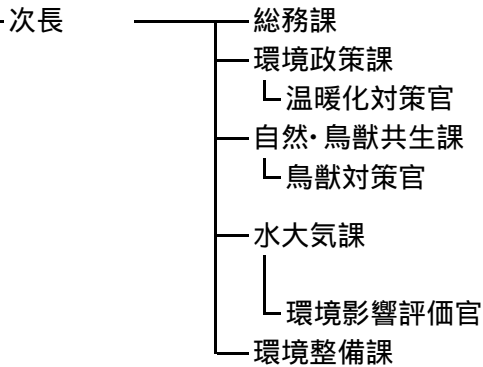 次長
総務課
環境政策課
温暖化対策官
自然・鳥獣共生課
鳥獣対策官
水大気課
環境影響評価官
環境整備課